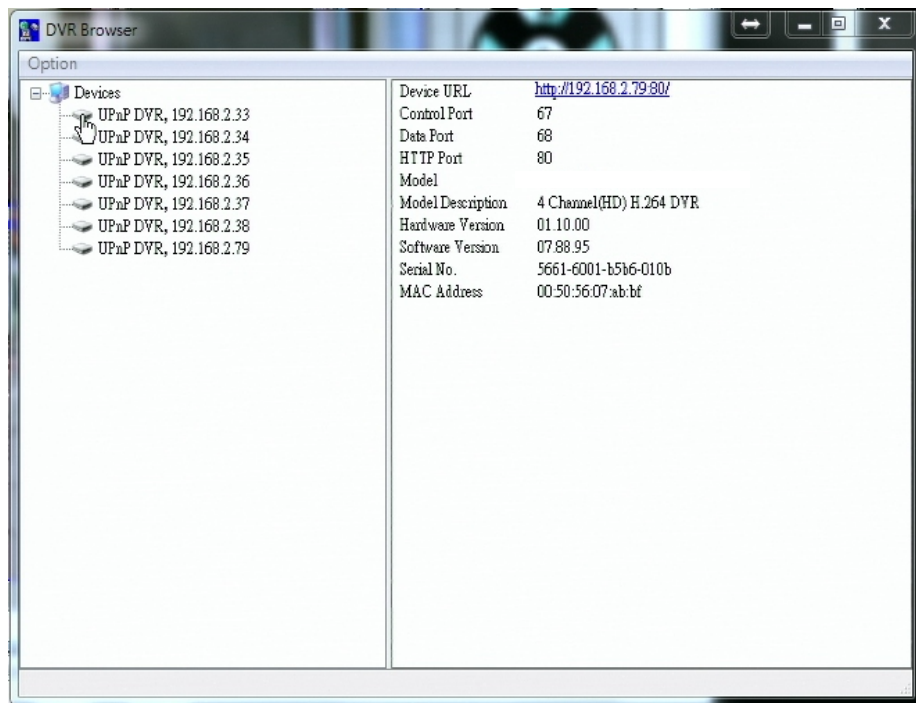 DVR Browser
Option
Devices
UPnP DVR, 192.168.2.33
UPnP DVR, 192.168.2.34
UPnP DVR, 192.168.2.35
UPnP DVR, 192.168.2.36
UPnP DVR, 192.168.2.37
UPnP DVR, 192.168.2.38
UPnP DVR, 192.168.2.79
Device URL http://192.168.2.79:80/
Control Port 67
Data Port 68
HTTP Port 80
Model
Model Description 4 Channel(HD) H.264 DVR
Hardware Version 01.10.00
Software Version 07.88.95
Serial No. 5661-6001-b5b6-010b
MAC Address 00:50:56:07:ab:bf